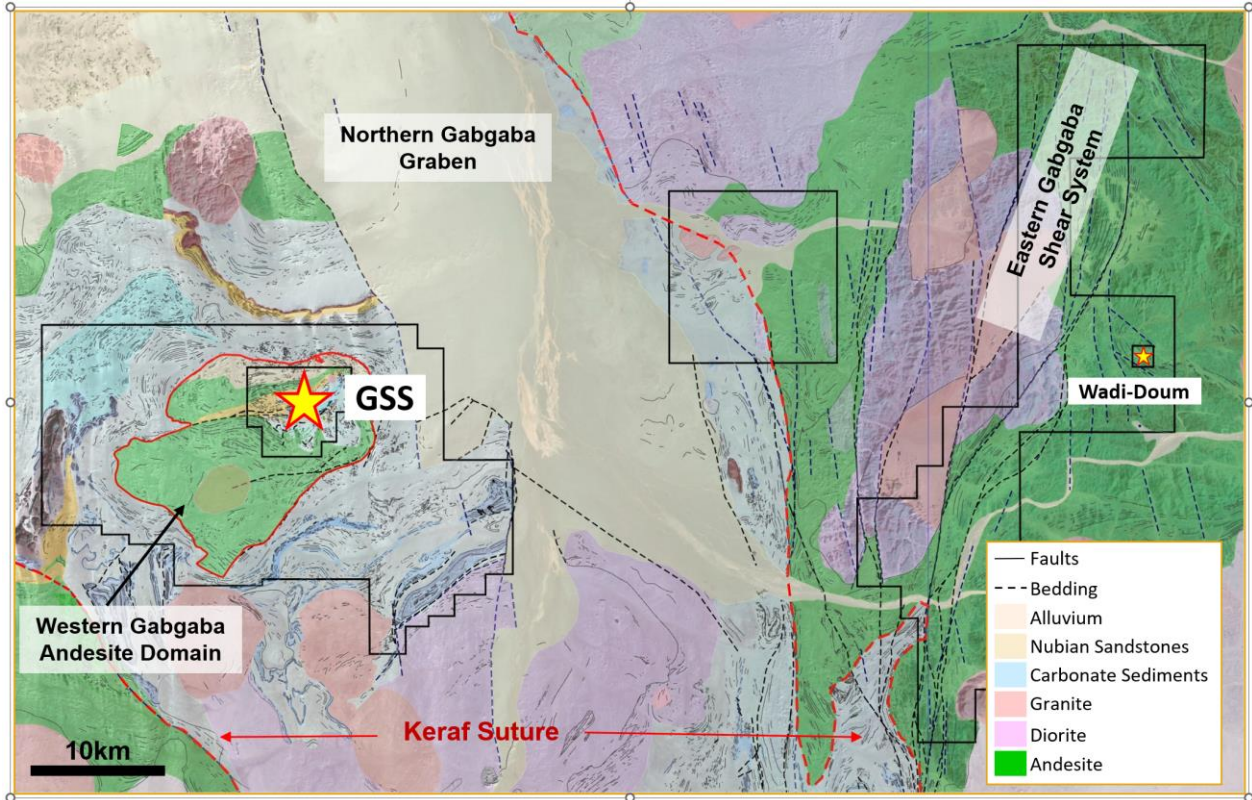 Northern Gabgaba
Graben
Eastern Gabgaba
Shear System
GSS
Wadi-Doum
Western Gabgaba
Andesite Domain
Keraf Suture
10km
Faults
Bedding
Alluvium
Nubian Sandstones
Carbonate Sediments
Granite
Diorite
Andesite